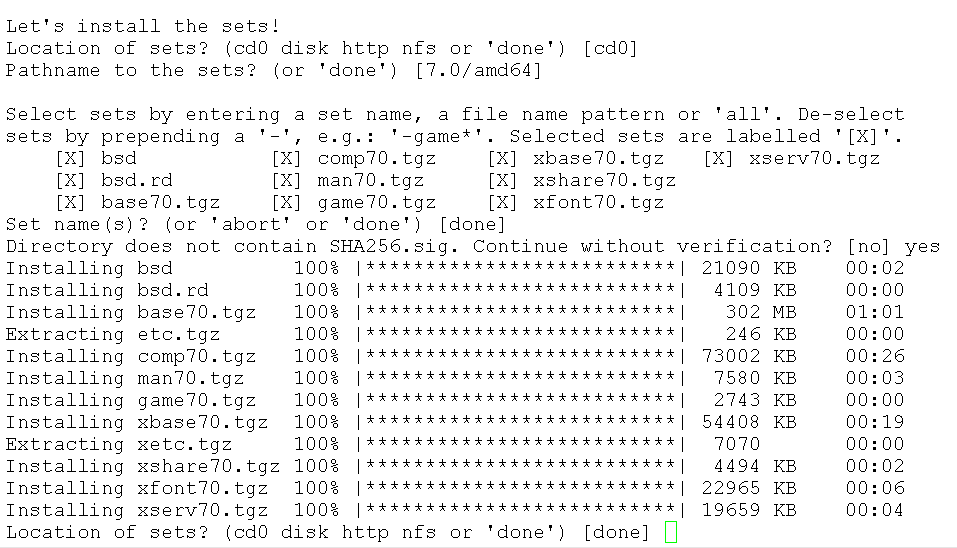 Let's install the sets!
Location of sets? (cd0 disk http nfs or 'done') [cd0]
Pathname to the sets? (or 'done') [7.0/amd64]

Select sets by entering a set name, a file name pattern or 'all'. De-select
sets by prepending a '-', e.g.: '-game*'. Selected sets are labelled '[X]'.
    [X] bsd           [X] comp70.tgz    [X] xbase70.tgz   [X] xserv70.tgz
    [X] bsd.rd        [X] man70.tgz     [X] xshare70.tgz
    [X] base70.tgz    [X] game70.tgz    [X] xfont70.tgz
Set name(s)? (or 'abort' or 'done') [done]
Directory does not contain SHA256.sig. Continue without verification? [no] yes
Installing bsd          100% |**************************| 21090 KB    00:02
Installing bsd.rd       100% |**************************|  4109 KB    00:00
Installing base70.tgz   100% |**************************|   302 MB    01:01
Extracting etc.tgz      100% |**************************|   246 KB    00:00
Installing comp70.tgz   100% |**************************| 73002 KB    00:26
Installing man70.tgz    100% |**************************|  7580 KB    00:03
Installing game70.tgz   100% |**************************|  2743 KB    00:00
Installing xbase70.tgz  100% |**************************| 54408 KB    00:19
Extracting xetc.tgz     100% |**************************|  7070       00:00
Installing xshare70.tgz 100% |**************************|  4494 KB    00:02
Installing xfont70.tgz  100% |**************************| 22965 KB    00:06
Installing xserv70.tgz  100% |**************************| 19659 KB    00:04
Location of sets? (cd0 disk http nfs or 'done') [done]